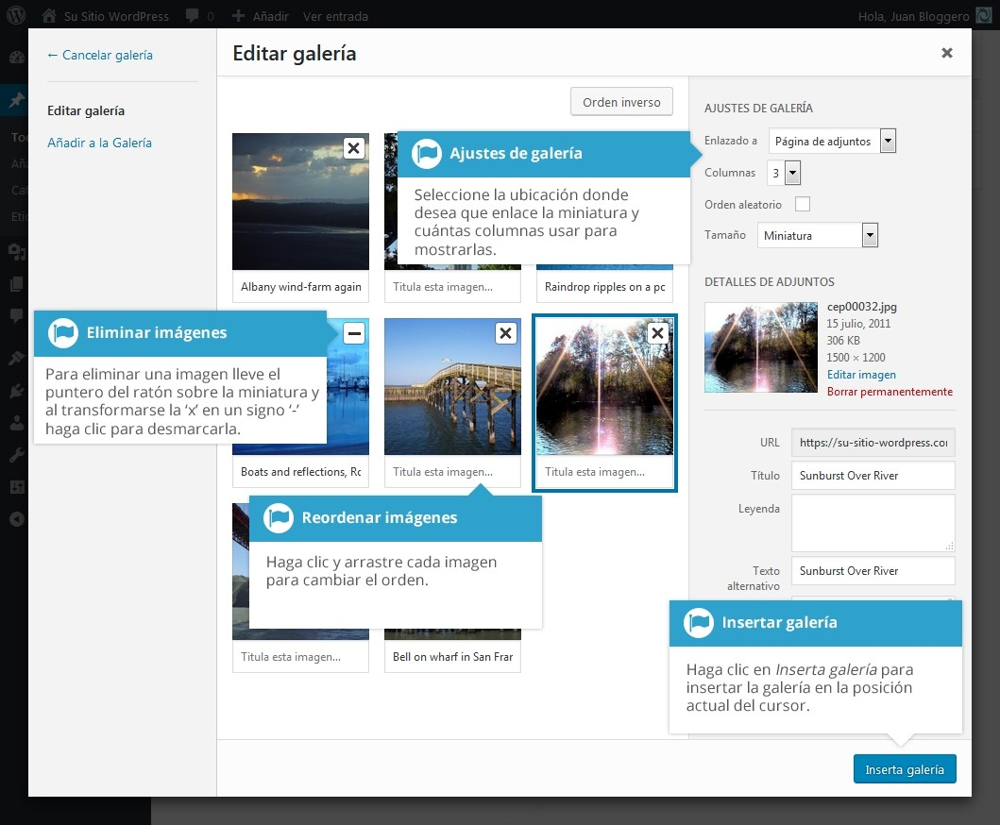 Su Sitio WordPress
0
Añadir
Ver entrada
Hola, Juan Bloggero
← Cancelar galería
Editar galería
Añadir a la Galería
Editar galería
Orden inverso
Ajustes de galería
Seleccione la ubicación donde
desea que enlace la miniatura y
cuántas columnas usar para
mostrarlas.
Albany wind-farm again
Titula esta imagen...
Raindrop ripples on a pc
Eliminar imágenes
Para eliminar una imagen lleve el
puntero del ratón sobre la miniatura y
al transformarse la ‘x’ en un signo ‘-’
haga clic para desmarcarla.
Boats and reflections, Rc
Titula esta imagen...
Titula esta imagen...
Reordenar imágenes
Haga clic y arrastre cada imagen
para cambiar el orden.
Titula esta imagen...
Bell on wharf in San Fran
AJUSTES DE GALERÍA
Enlazado a
Página de adjuntos
Columnas
3
Orden aleatorio
Tamaño
Miniatura
DETALLES DE ADJUNTOS
cep00032.jpg
15 julio, 2011
306 KB
1500 × 1200
Editar imagen
Borrar permanentemente
URL
https://su-sitio-wordpress.con
Título
Sunburst Over River
Leyenda
Texto
alternativo
Sunburst Over River
Insertar galería
Haga clic en Inserta galería para
insertar la galería en la posición
actual del cursor.
Inserta galería